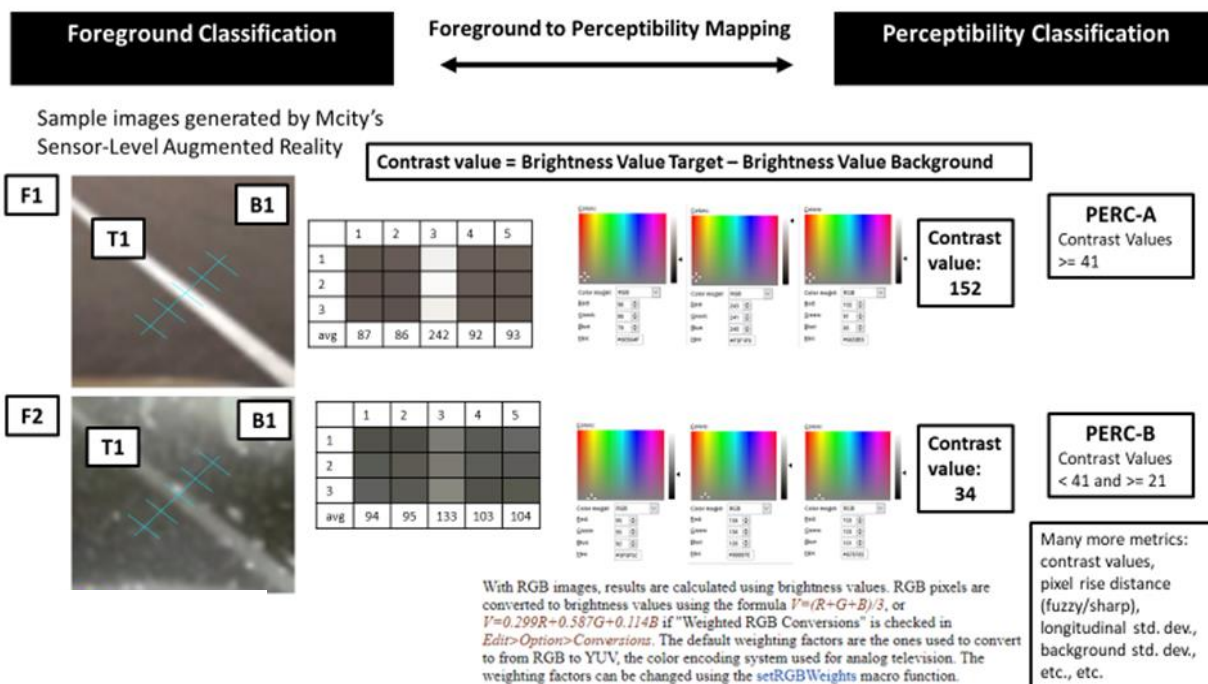 Foreground Classification
Foreground to Perceptibility Mapping
Perceptibility Classification
Sample images generated by Mcity's
Sensor-Level Augmented Reality
Contrast value = Brightness Value Target – Brightness Value Background
F1
B1
T1
1 2 3 4 5
1
2
3
avg 87 86 242 92 93
Contrast
value:
152
PERC-A
Contrast Values
>= 41
F2
B1
T1
1 2 3 4 5
1
2
3
avg 94 95 133 103 104
Contrast
value:
34
PERC-B
Contrast Values
< 41 and >= 21
Many more metrics:
contrast values,
pixel rise distance
(fuzzy/sharp),
longitudinal std. dev.,
background std. dev.,
etc., etc.
With RGB images, results are calculated using brightness values. RGB pixels are
converted to brightness values using the formula V=(R+G+B)/3, or
V=0.299R+0.587G+0.114B if "Weighted RGB Conversions" is checked in
Edit>Option>Conversions. The default weighting factors are the ones used to convert
to from RGB to YUV, the color encoding system used for analog television. The
weighting factors can be changed using the setRGBWeights macro function.